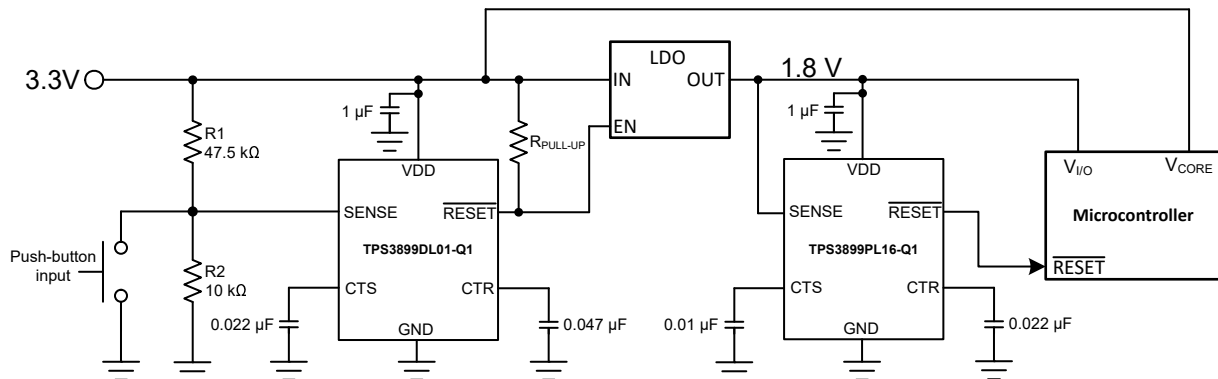 3.3V
R1
47.5 kΩ
Push-button
input
R2
10 kΩ
1 µF
VDD
SENSE
RESET
TPS3899DL01-Q1
CTS
CTR
GND
0.022 µF
0.047 µF
RPULL-UP
LDO
IN
OUT
EN
1.8 V
1 µF
VDD
SENSE
RESET
TPS3899PL16-Q1
CTS
CTR
GND
0.01 µF
0.022 µF
VI/O
VCORE
Microcontroller
RESET